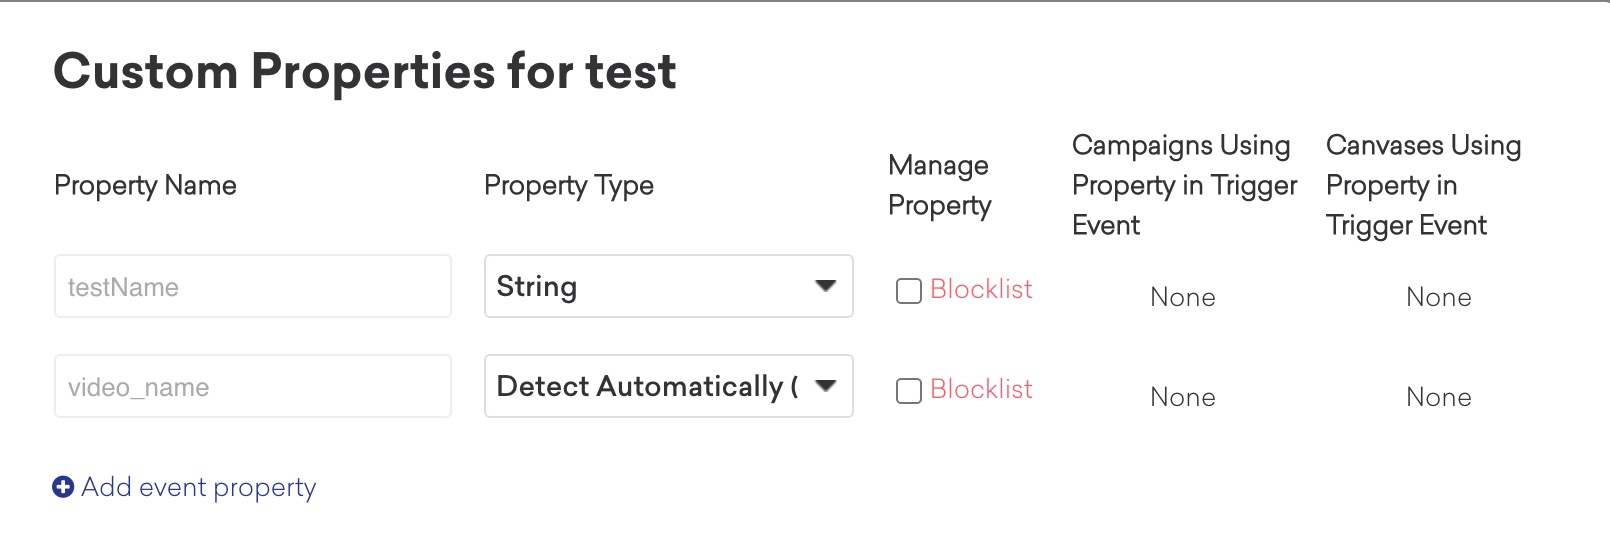 Custom Properties for test
Property Name
Property Type
Manage
Property
Campaigns Using
Property in Trigger
Event
Canvases Using
Property in
Trigger Event
testName
String
Blocklist
None
None
video_name
Detect Automatically (
Blocklist
None
None
Add event property